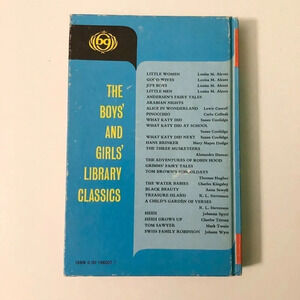 bg
THE
BOYS'
AND
GIRLS'
LIBRARY
CLASSICS
LITTLE WOMEN Louisa M. Alcott
GOOD WIVES Louisa M. Alcott
JO'S BOYS Louisa M. Alcott
LITTLE MEN Louisa M. Alcott
ANDERSEN'S FAIRY TALES
ARABIAN NIGHTS
ALICE IN WONDERLAND Lewis Carroll
PINOCCHIO Carlo Collodi
WHAT KATY DID Susan Coolidge
WHAT KATY DID AT SCHOOL
Susan Coolidge
WHAT KATY DID NEXT Susan Coolidge
HANS BRINKER Mary Mapes Dodge
THE THREE MUSKETEERS
Alexandre Dumas
THE ADVENTURES OF ROBIN HOOD
GRIMMS' FAIRY TALES
TOM BROWN'S SCHOOLDAYS
Thomas Hughes
THE WATER BABIES Charles Kingsley
BLACK BEAUTY Anna Sewell
TREASURE ISLAND R. L. Stevenson
A CHILD'S GARDEN OF VERSES
R. L. Stevenson
HEIDI Johanna Spyri
HEIDI GROWS UP Charles Tritten
TOM SAWYER Mark Twain
SWISS FAMILY ROBINSON Johann Wyss